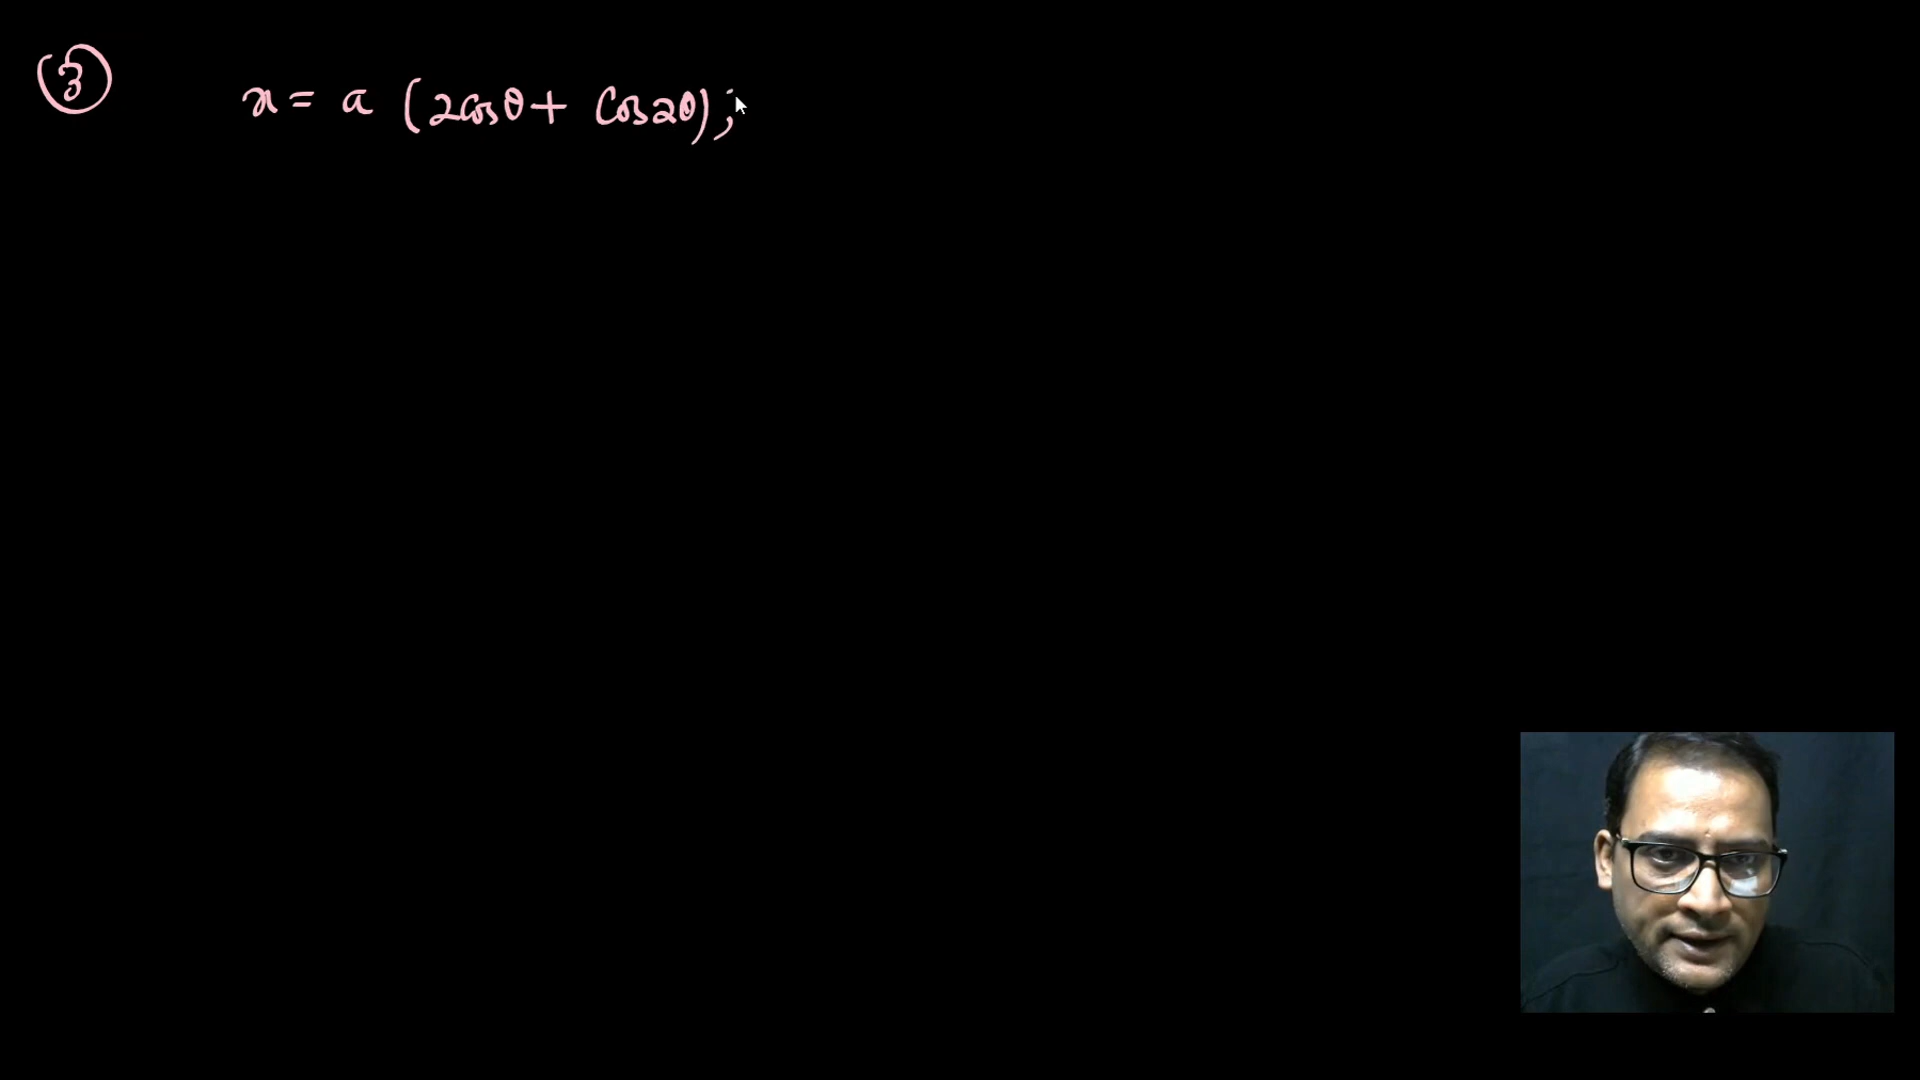 ③ x = a (2cosθ + Cos2θ);